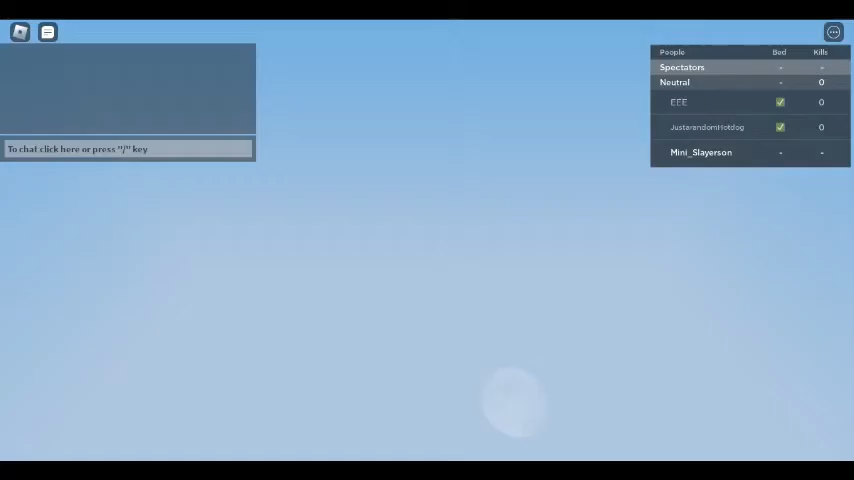 To chat click here or press "/" key
People Bed Kills
Spectators - -
Neutral - 0
EEE ✅ 0
JustarandomHotdog ✅ 0
Mini_Slayerson - -